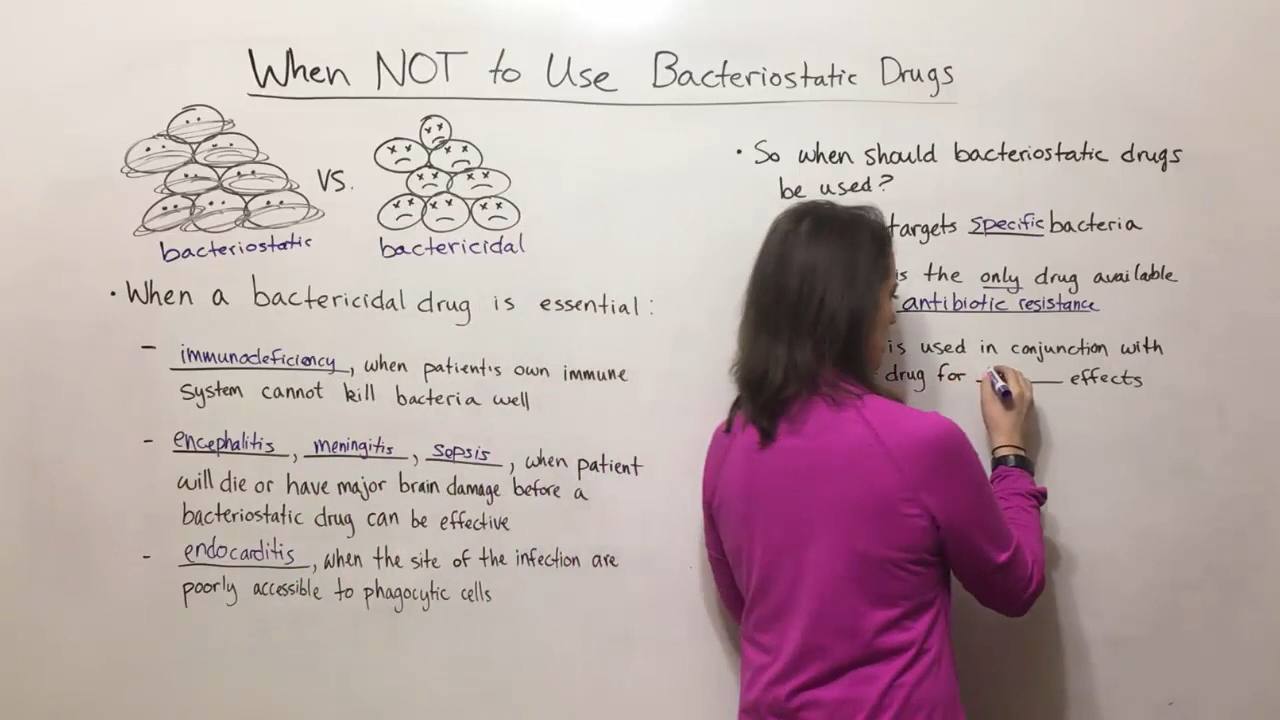 When NOT to Use Bacteriostatic Drugs
vs.
bacteriostatic
bactericidal
• When a bactericidal drug is essential:
- immunodeficiency, when patient's own immune
system cannot kill bacteria well
- encephalitis, meningitis, sepsis, when patient
will die or have major brain damage before a
bacteriostatic drug can be effective
- endocarditis, when the site of the infection are
poorly accessible to phagocytic cells
• So when should bacteriostatic drugs
be used?
targets specific bacteria
is the only drug available
antibiotic resistance
is used in conjunction with
drug for ____ effects